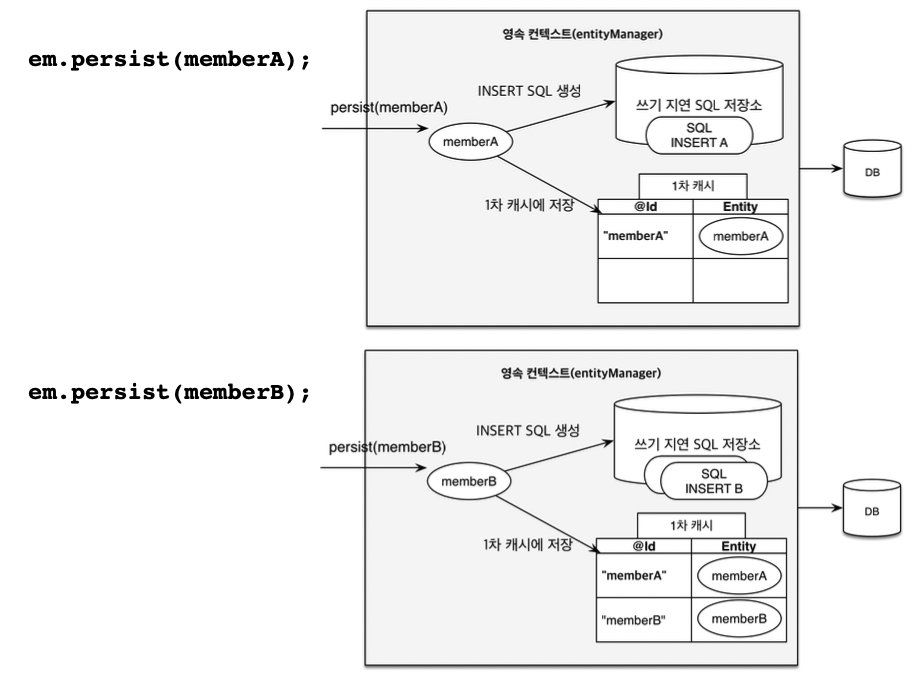 em.persist(memberA);
영속 컨텍스트(entityManager)
persist(memberA)
INSERT SQL 생성
쓰기 지연 SQL 저장소
SQL
INSERT A
memberA
DB
1차 캐시에 저장
1차 캐시
@Id Entity
"memberA" memberA
em.persist(memberB);
영속 컨텍스트(entityManager)
persist(memberB)
INSERT SQL 생성
쓰기 지연 SQL 저장소
SQL
INSERT B
memberB
DB
1차 캐시에 저장
1차 캐시
@Id Entity
"memberA" memberA
"memberB" memberB